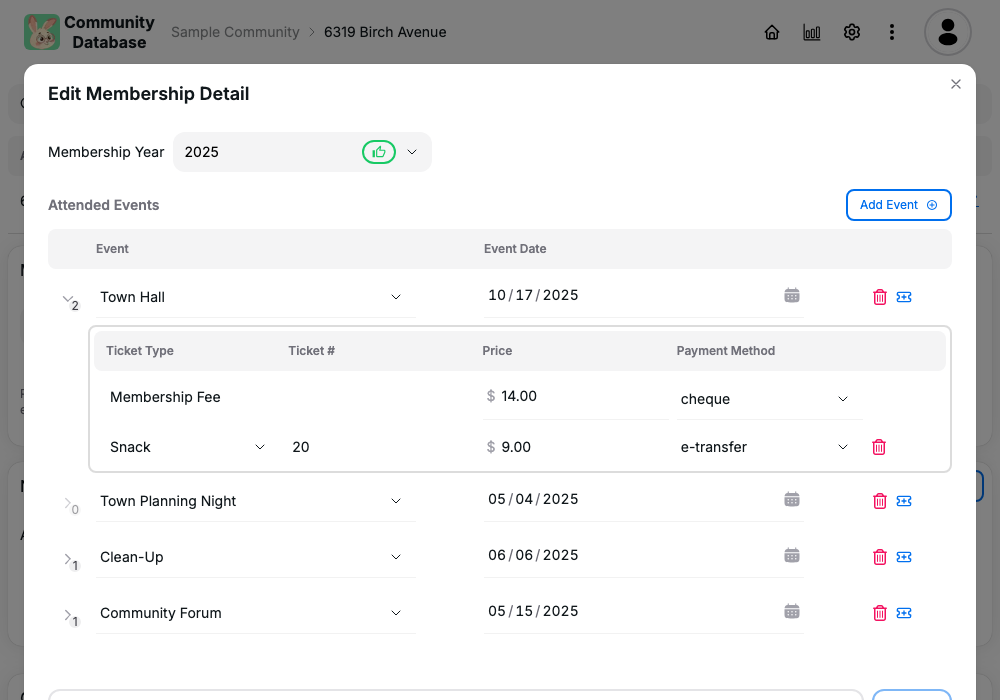 Community
Database
Sample Community
6319 Birch Avenue
Edit Membership Detail
Membership Year
2025
Attended Events
Add Event
Event
Event Date
2
Town Hall
10/17/2025
Ticket Type
Ticket #
Price
Payment Method
Membership Fee
$ 14.00
cheque
Snack
20
$ 9.00
e-transfer
0
Town Planning Night
05/04/2025
1
Clean-Up
06/06/2025
1
Community Forum
05/15/2025